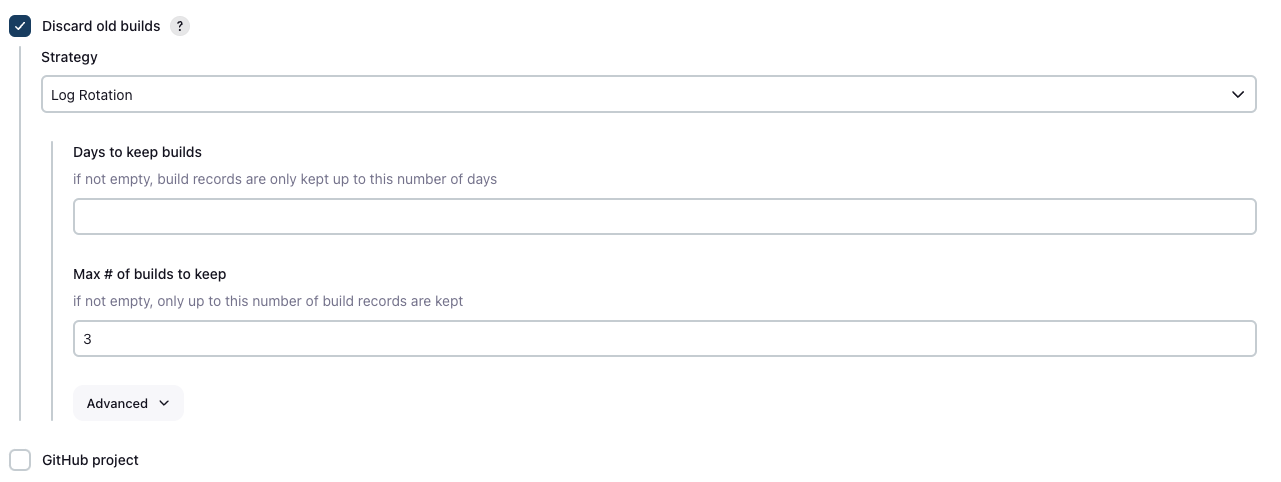 Discard old builds ?
Strategy
Log Rotation
Days to keep builds
if not empty, build records are only kept up to this number of days
Max # of builds to keep
if not empty, only up to this number of build records are kept
3
Advanced
GitHub project